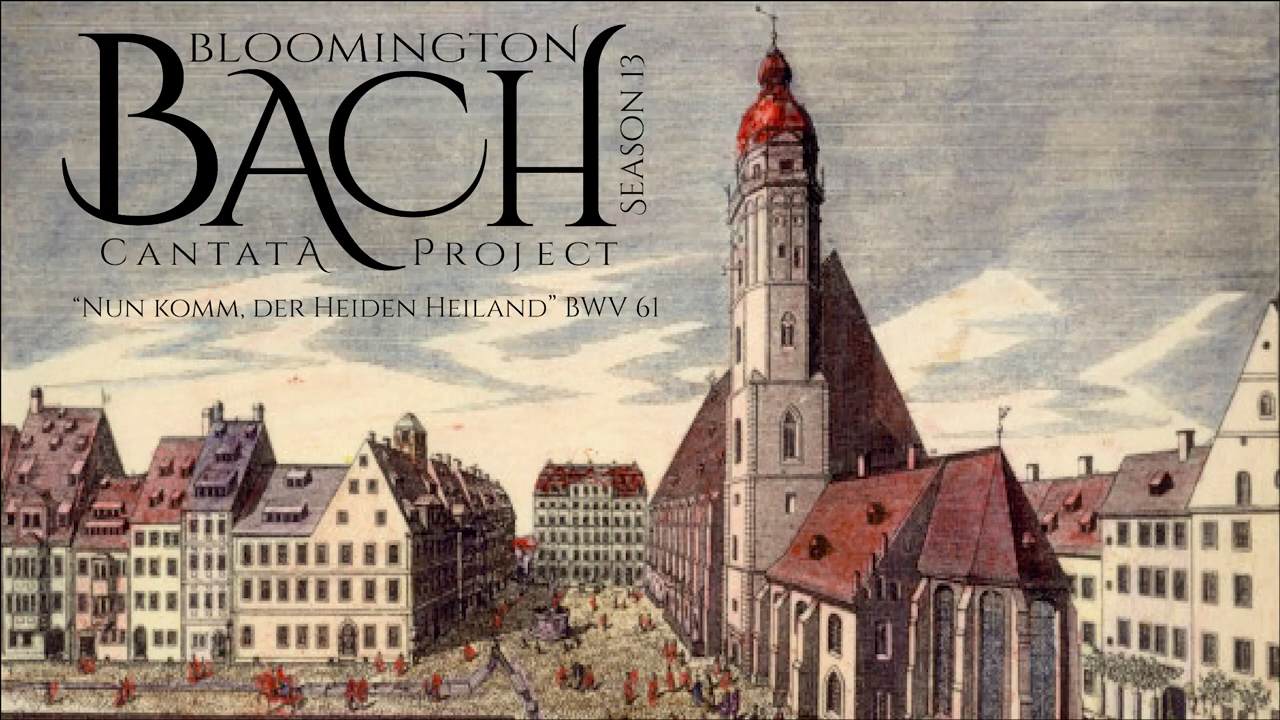 BLOOMINGTON
BACH
SEASON 13
CANTATA PROJECT
“NUN KOMM, DER HEIDEN HEILAND” BWV 61